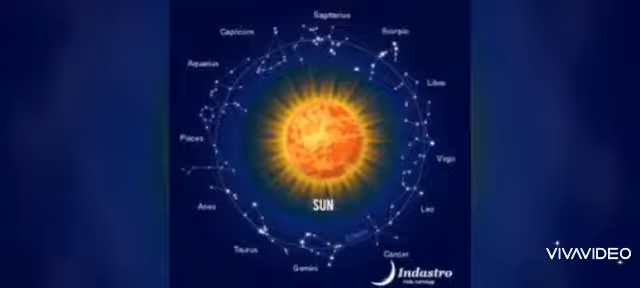 Sagittarius
Capricorn
Scorpio
Aquarius
Libra
Pisces
Virgo
SUN
Aries
Leo
Taurus
Cancer
Gemini
Indastro
VIVAVIDEO